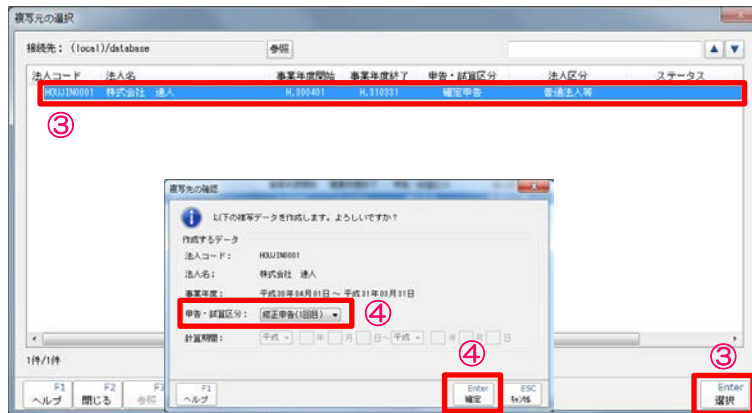 複写元の選択
接続先： (local)/database
参照
法人コード 法人名 事業年度開始 事業年度終了 申告・試算区分 法人区分 ステータス
HOUJIN0001 株式会社 達人 H.300401 H.310331 確定申告 普通法人等
③
複写先の確認
以下の複写データを作成します。よろしいですか？
作成するデータ
法人コード： HOUJIN0001
法人名： 株式会社 達人
事業年度： 平成30年04月01日 ～ 平成31年03月31日
申告・試算区分： 修正申告(1回目) ④
計算期間： 平成 年 月 日～ 平成 年 月 日
④
F1 Enter ESC
ヘルプ 確定 ｷｬﾝｾﾙ
1件/1件
③
F1 F2 F3 Enter
ヘルプ 閉じる 参照 選択